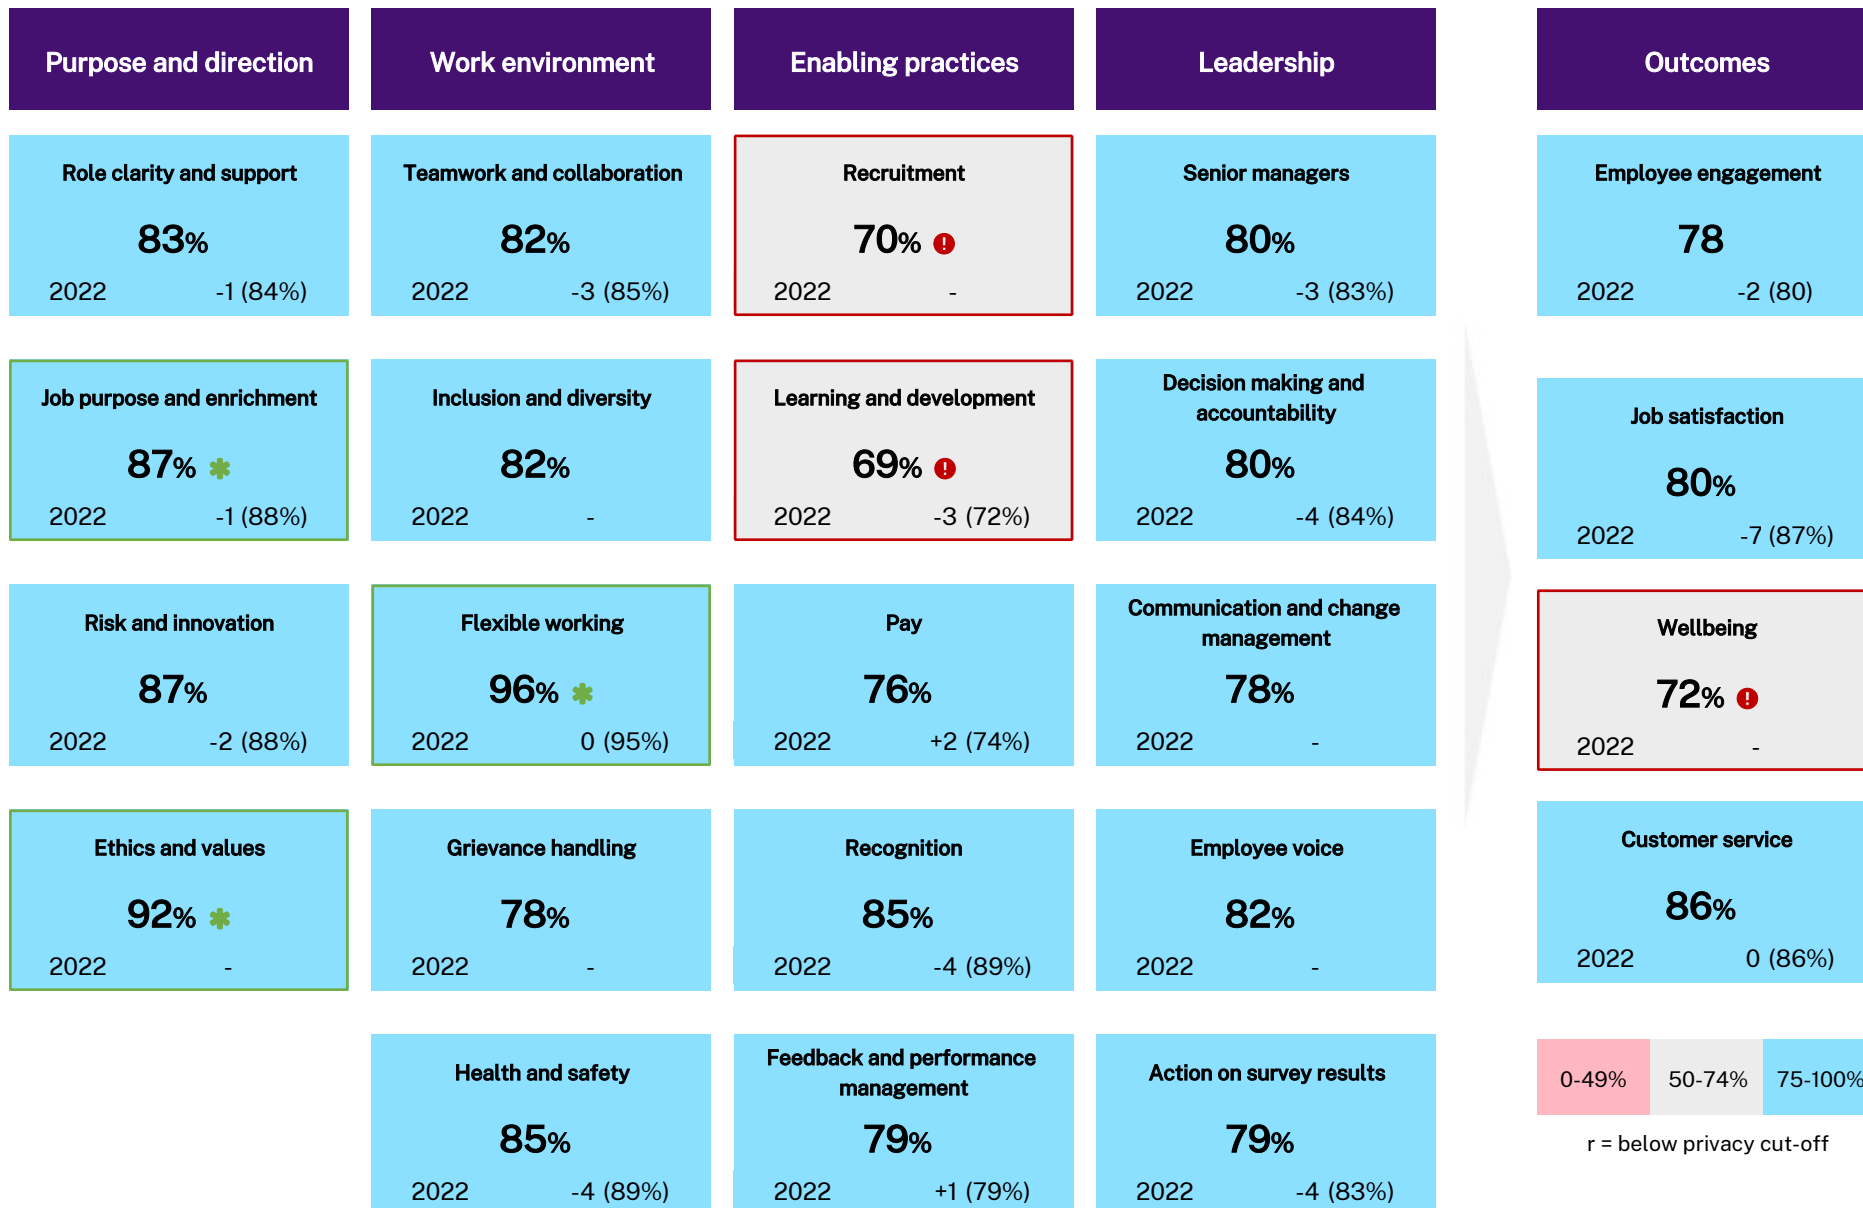 Purpose and direction
Role clarity and support
83%
2022 -1 (84%)
Job purpose and enrichment
87%
2022 -1 (88%)
Risk and innovation
87%
2022 -2 (88%)
Ethics and values
92%
2022 -
Work environment
Teamwork and collaboration
82%
2022 -3 (85%)
Inclusion and diversity
82%
2022 -
Flexible working
96%
2022 0 (95%)
Grievance handling
78%
2022 -
Health and safety
85%
2022 -4 (89%)
Enabling practices
Recruitment
70% !
2022 -
Learning and development
69% !
2022 -3 (72%)
Pay
76%
2022 +2 (74%)
Recognition
85%
2022 -4 (89%)
Feedback and performance
management
79%
2022 +1 (79%)
Leadership
Senior managers
80%
2022 -3 (83%)
Decision making and
accountability
80%
2022 -4 (84%)
Communication and change
management
78%
2022 -
Employee voice
82%
2022 -
Action on survey results
79%
2022 -4 (83%)
Outcomes
Employee engagement
78
2022 -2 (80)
Job satisfaction
80%
2022 -7 (87%)
Wellbeing
72% !
2022 -
Customer service
86%
2022 0 (86%)
0-49% 50-74% 75-100%
r = below privacy cut-off